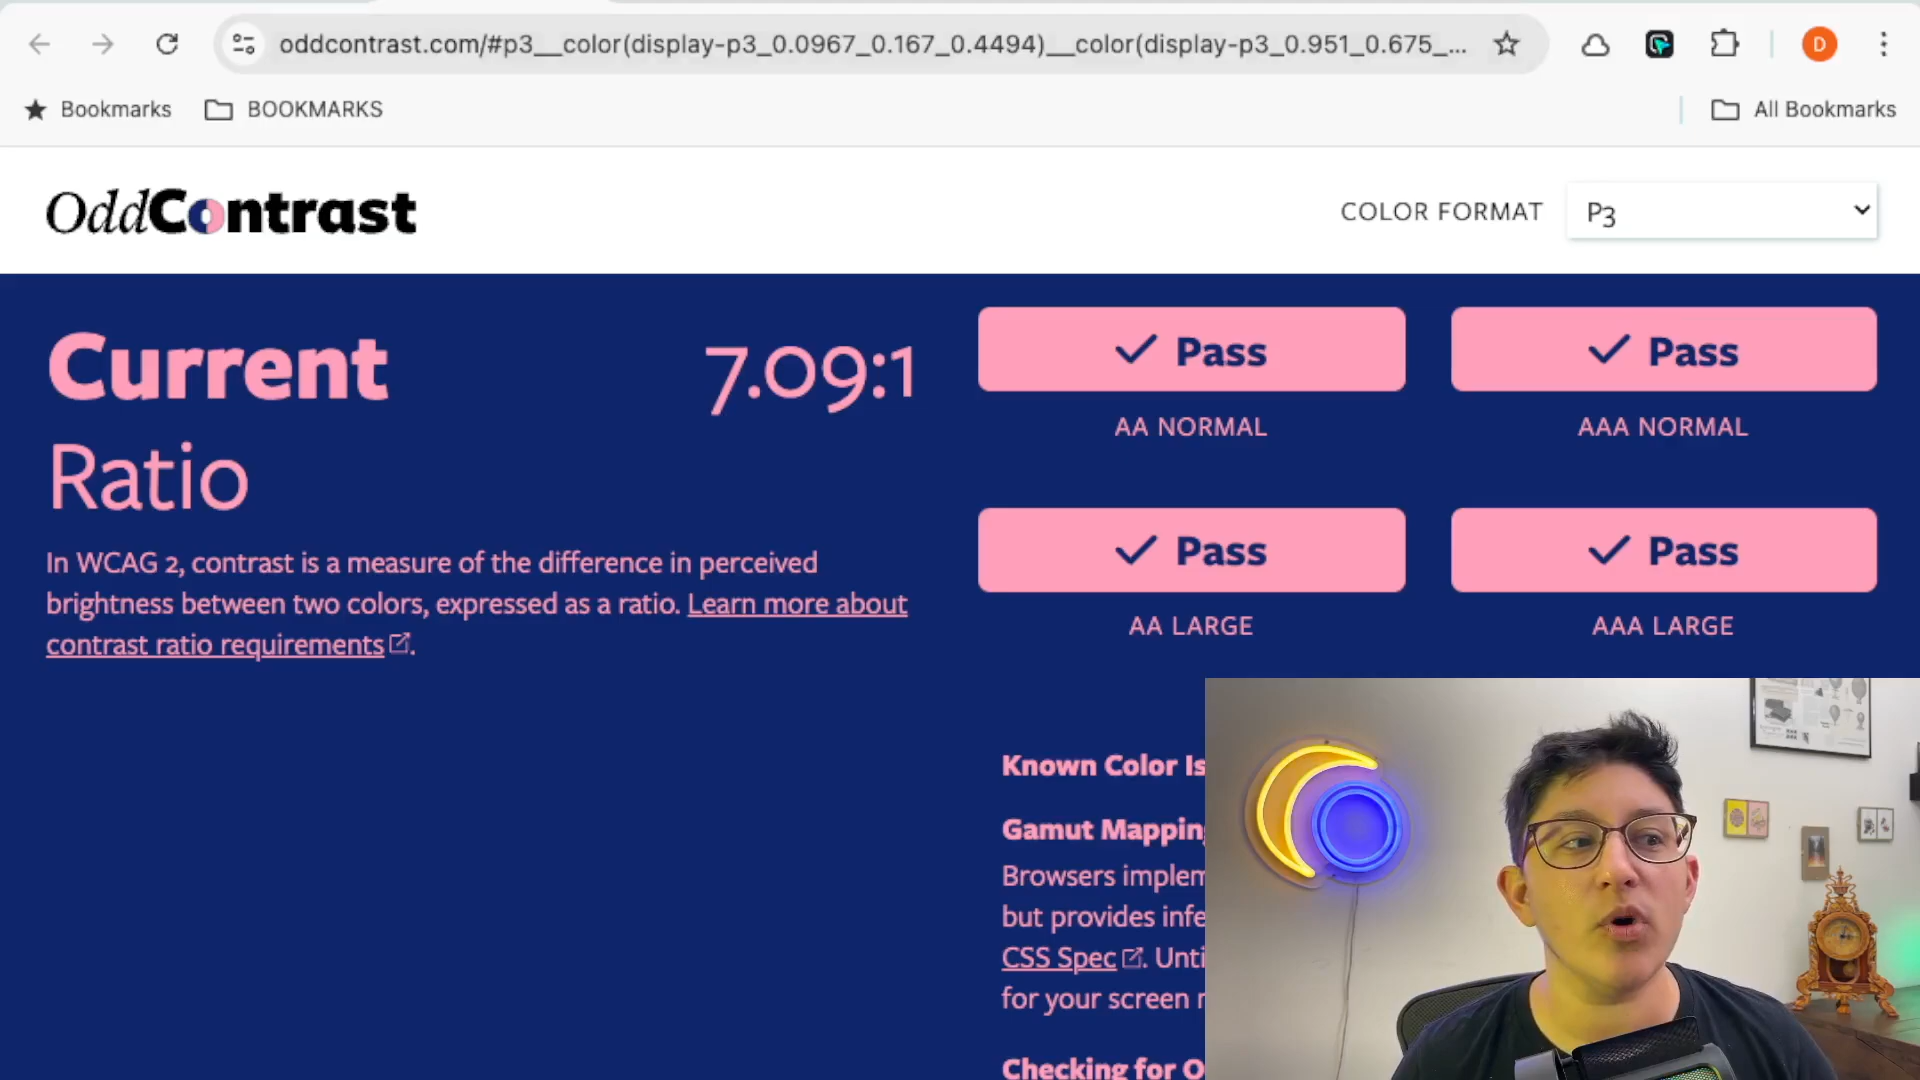 oddcontrast.com/#p3__color(display-p3_0.0967_0.167_0.4494)__color(display-p3_0.951_0.675_...
D
Bookmarks
BOOKMARKS
All Bookmarks
OddContrast
COLOR FORMAT
P3
Current
Ratio
7.09:1
Pass
AA NORMAL
Pass
AAA NORMAL
In WCAG 2, contrast is a measure of the difference in perceived
brightness between two colors, expressed as a ratio. Learn more about
contrast ratio requirements.
Pass
AA LARGE
Pass
AAA LARGE
Known Color Is
Gamut Mapping
Browsers implem
but provides infe
CSS Spec. Unti
for your screen r
Checking for O